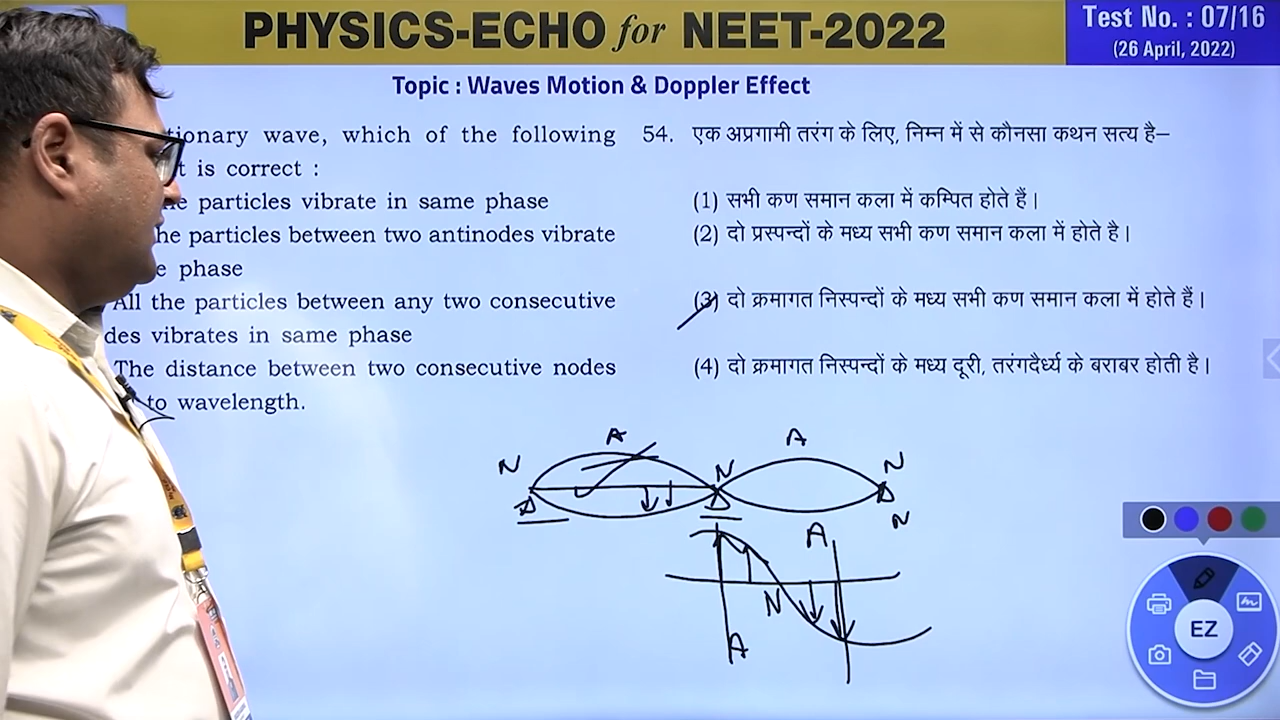 PHYSICS-ECHO for NEET-2022
Test No. : 07/16
(26 April, 2022)
Topic : Waves Motion & Doppler Effect
wave, which of the following
is correct :
particles vibrate in same phase
particles between two antinodes vibrate
phase
All the particles between any two consecutive
vibrates in same phase
The distance between two consecutive nodes
to wavelength.
54. एक अप्रगामी तरंग के लिए, निम्न में से कौनसा कथन सत्य है–
(1) सभी कण समान कला में कम्पित होते हैं।
(2) दो प्रस्पन्दों के मध्य सभी कण समान कला में होते है।
(3) दो क्रमागत निस्पन्दों के मध्य सभी कण समान कला में होते हैं।
(4) दो क्रमागत निस्पन्दों के मध्य दूरी, तरंगदैर्ध्य के बराबर होती है।
A A
N N N
N
A
N
A
EZ